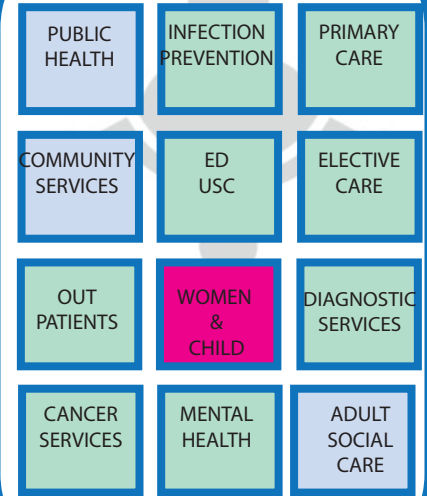 PUBLIC
HEALTH
INFECTION
PREVENTION
PRIMARY
CARE
COMMUNITY
SERVICES
ED
USC
ELECTIVE
CARE
OUT
PATIENTS
WOMEN
&
CHILD
DIAGNOSTIC
SERVICES
CANCER
SERVICES
MENTAL
HEALTH
ADULT
SOCIAL
CARE